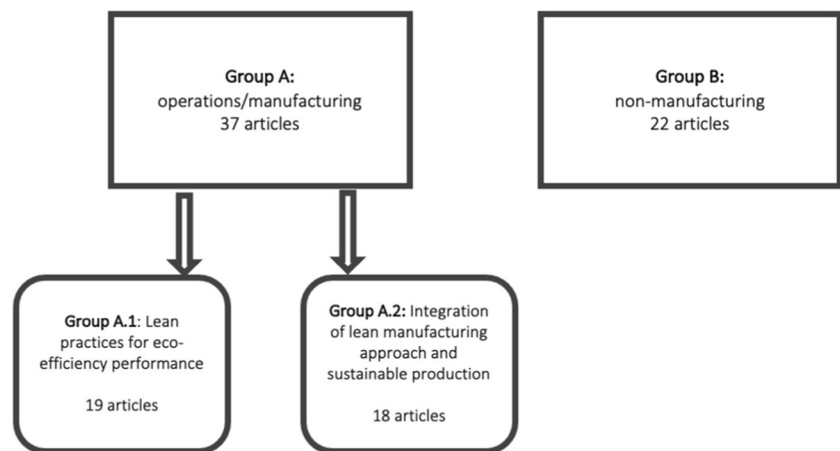 Group A:
operations/manufacturing
37 articles
Group B:
non-manufacturing
22 articles
Group A.1: Lean
practices for eco-
efficiency performance
19 articles
Group A.2: Integration
of lean manufacturing
approach and
sustainable production
18 articles